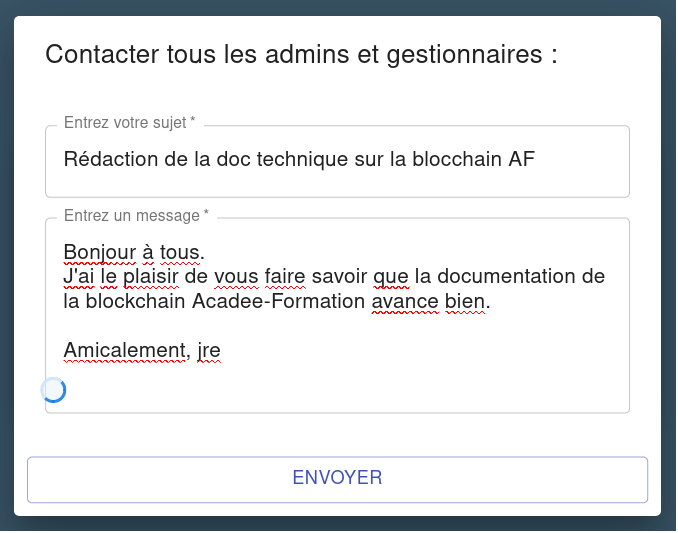 Contacter tous les admins et gestionnaires :
Entrez votre sujet *
Rédaction de la doc technique sur la blocchain AF
Entrez un message *
Bonjour à tous.
J'ai le plaisir de vous faire savoir que la documentation de
la blockchain Acadee-Formation avance bien.
Amicalement, jre
ENVOYER